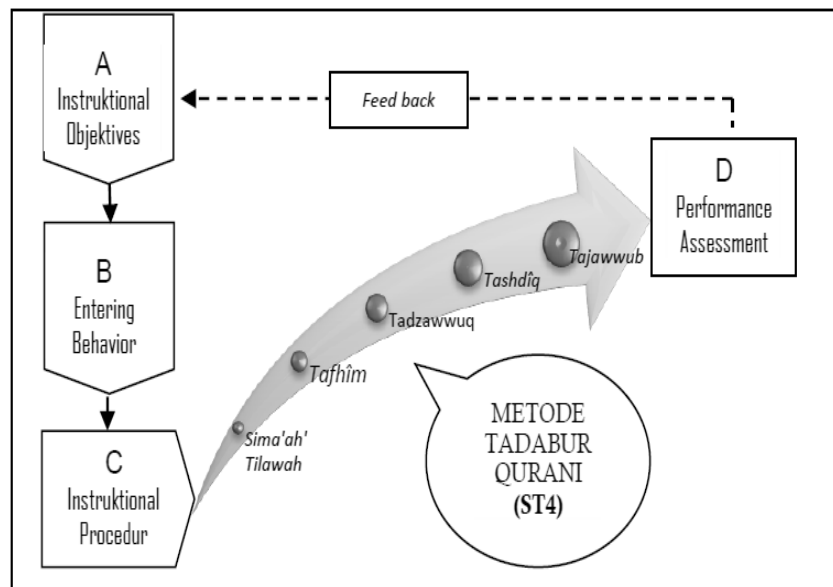 A
Instruktional
Objektives
Feed back
D
Performance
Assessment
B
Entering
Behavior
Tajawwub
Tashdîq
Tadzawwuq
Tafhîm
Sima'ah'
Tilawah
C
Instruktional
Procedur
METODE
TADABUR
QURANI
(ST4)